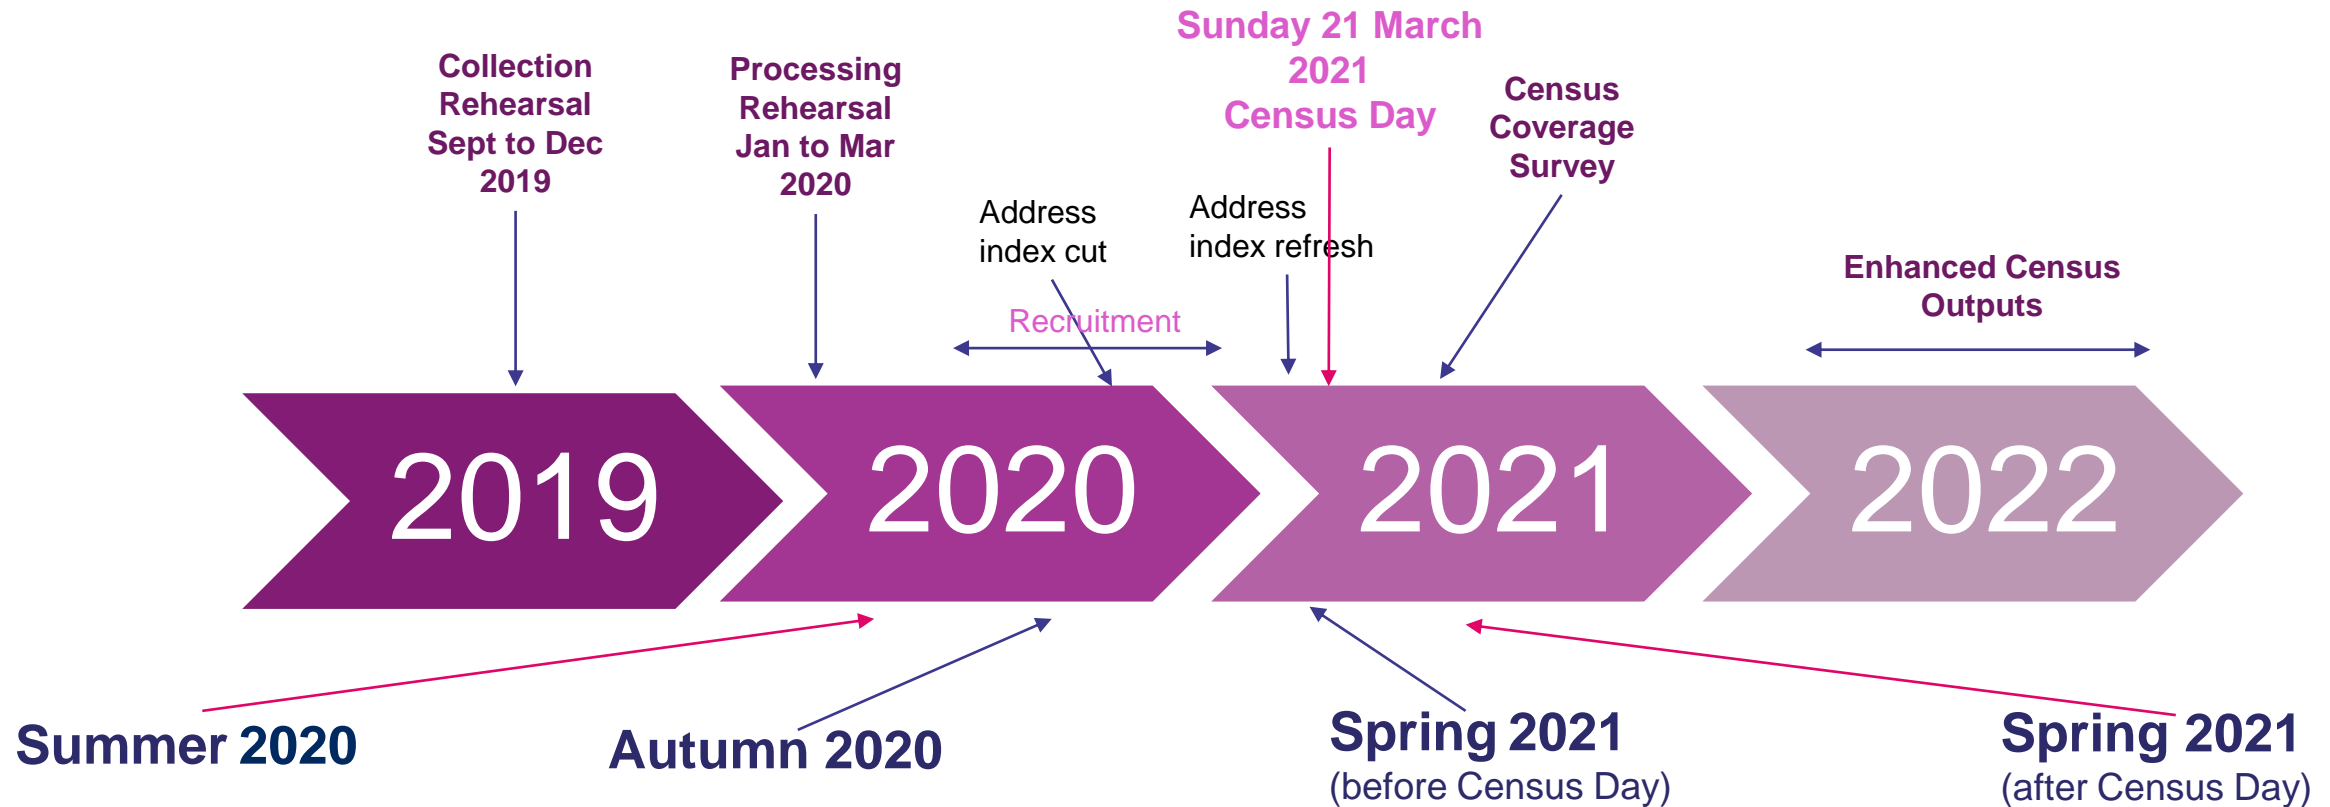 Collection
Rehearsal
Sept to Dec
2019
Processing
Rehearsal
Jan to Mar
2020
Address
index cut
Recruitment
Address
index refresh
Sunday 21 March
2021
Census Day
Census
Coverage
Survey
Enhanced Census
Outputs
2019
2020
2021
2022
Summer 2020
Autumn 2020
Spring 2021
(before Census Day)
Spring 2021
(after Census Day)